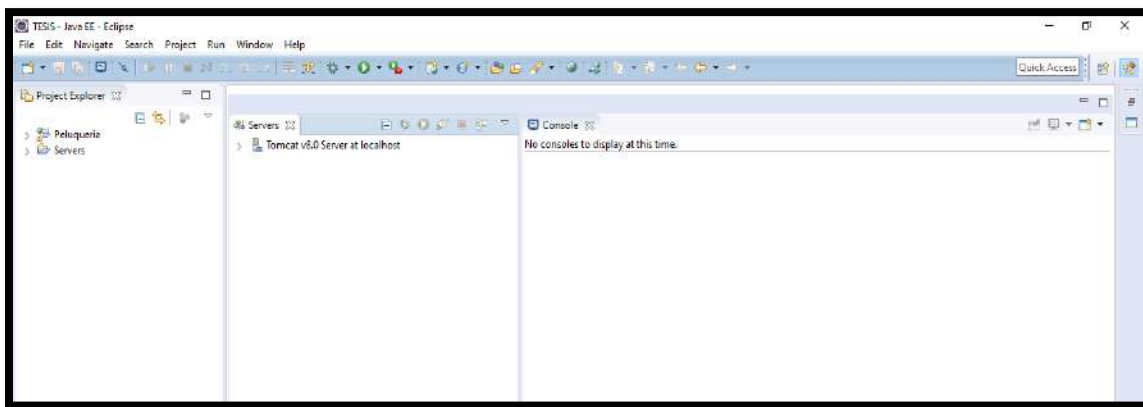 TESIS - Java EE - Eclipse
File Edit Navigate Search Project Run Window Help
Quick Access
Project Explorer
Peluqueria
Servers
Servers
Tomcat v8.0 Server at localhost
Console
No consoles to display at this time.